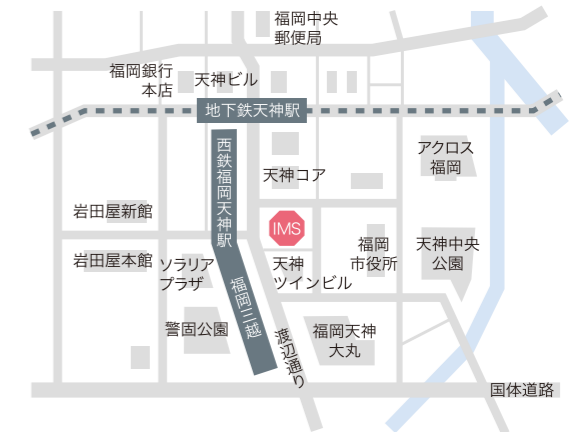 福岡中央
郵便局
福岡銀行
本店
天神ビル
地下鉄天神駅
西鉄福岡天神駅
アクロス
福岡
天神コア
岩田屋新館
IMS
岩田屋本館
ソラリア
プラザ
天神
ツインビル
福岡
市役所
天神中央
公園
福岡三越
警固公園
渡辺通り
福岡天神
大丸
国体道路